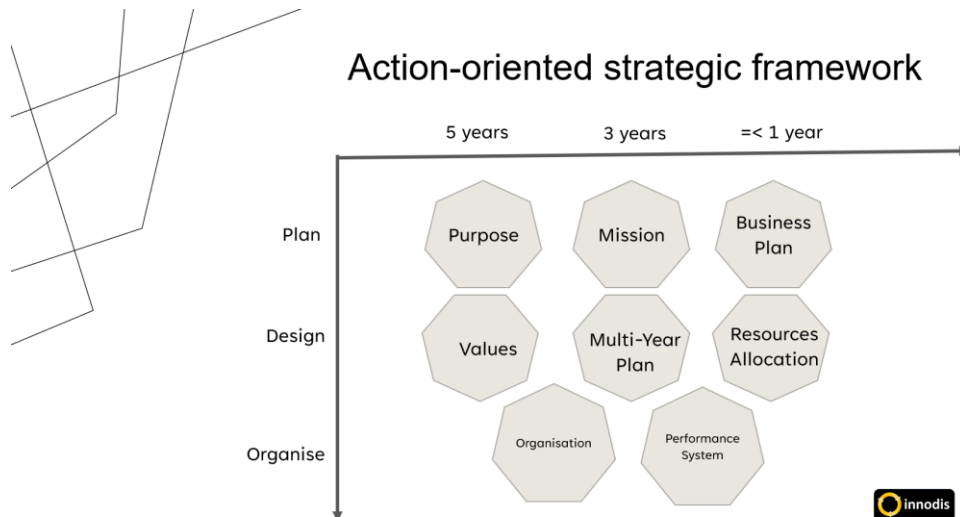 Action-oriented strategic framework
5 years
3 years
=< 1 year
Plan
Purpose
Mission
Business
Plan
Design
Values
Multi-Year
Plan
Resources
Allocation
Organise
Organisation
Performance
System
innodis